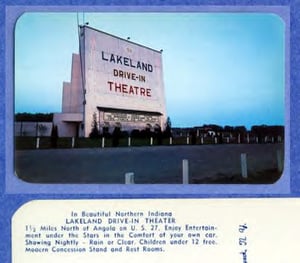 LAKELAND
DRIVE-IN
THEATRE
In Beautiful Northern Indiana
LAKELAND DRIVE-IN THEATER
1½ Miles North of Angola on U. S. 27. Enjoy Entertain-
ment under the Stars in the Comfort of your own car.
Showing Nightly - Rain or Clear. Children under 12 free.
Modern Concession Stand and Rest Rooms.
N. Y.